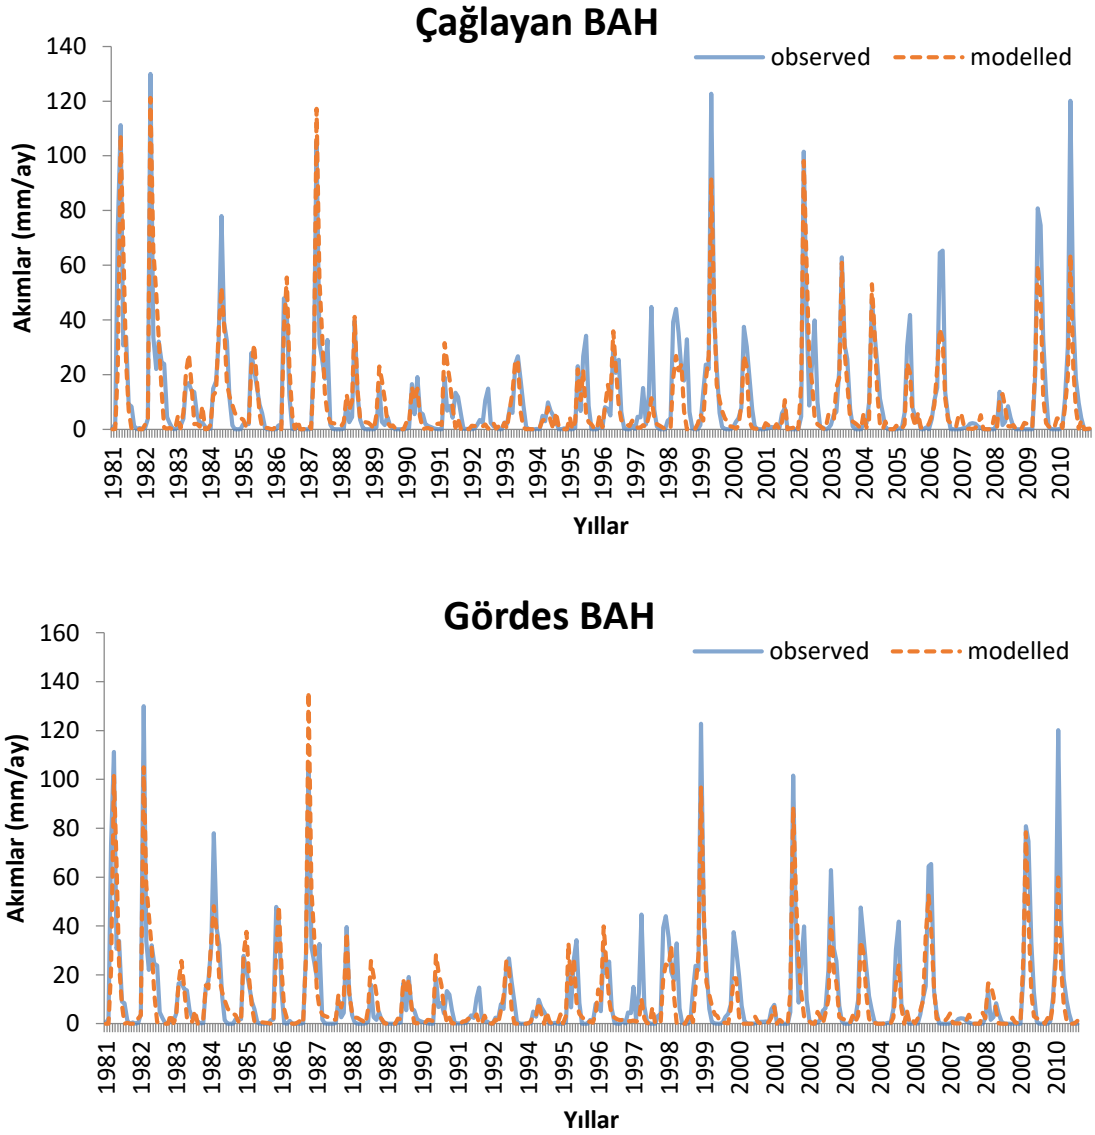 Çağlayan BAH
observed modelled
140
120
100
80
60
40
20
0
Akımlar (mm/ay)
1981 1982 1983 1984 1985 1986 1987 1988 1989 1990 1991 1992 1993 1994 1995 1996 1997 1998 1999 2000 2001 2002 2003 2004 2005 2006 2007 2008 2009 2010
Yıllar
Gördes BAH
observed modelled
160
140
120
100
80
60
40
20
0
Akımlar (mm/ay)
1981 1982 1983 1984 1985 1986 1987 1988 1989 1990 1991 1992 1993 1994 1995 1996 1997 1998 1999 2000 2001 2002 2003 2004 2005 2006 2007 2008 2009 2010
Yıllar